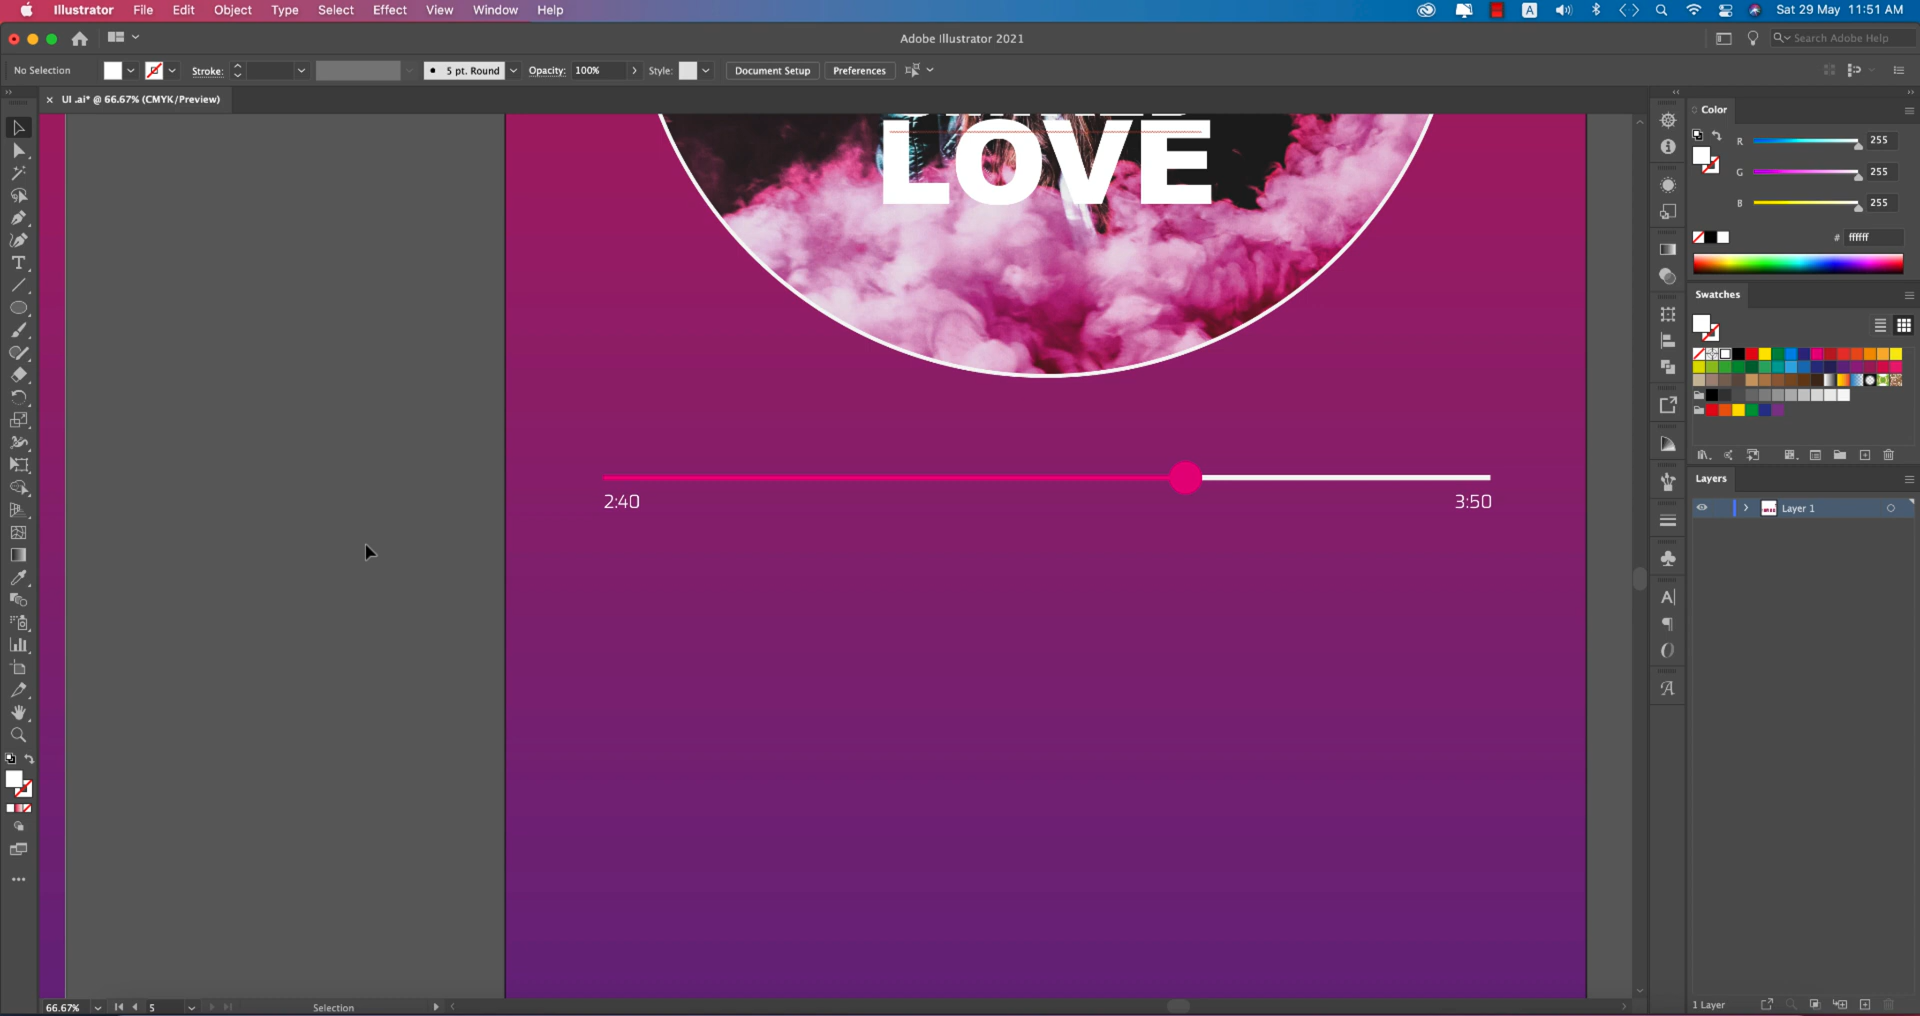 Illustrator File Edit Object Type Select Effect View Window Help A Sat 29 May 11:51 AM
Adobe Illustrator 2021 Search Adobe Help
No Selection Stroke: 5 pt. Round Opacity: 100% Style: Document Setup Preferences
UI .ai* @ 66.67% (CMYK/Preview)
Color
R 255
G 255
B 255
# ffffff
LOVE
Swatches
2:40 3:50
Layers
Layer 1
66.67% 5 Selection 1 Layer